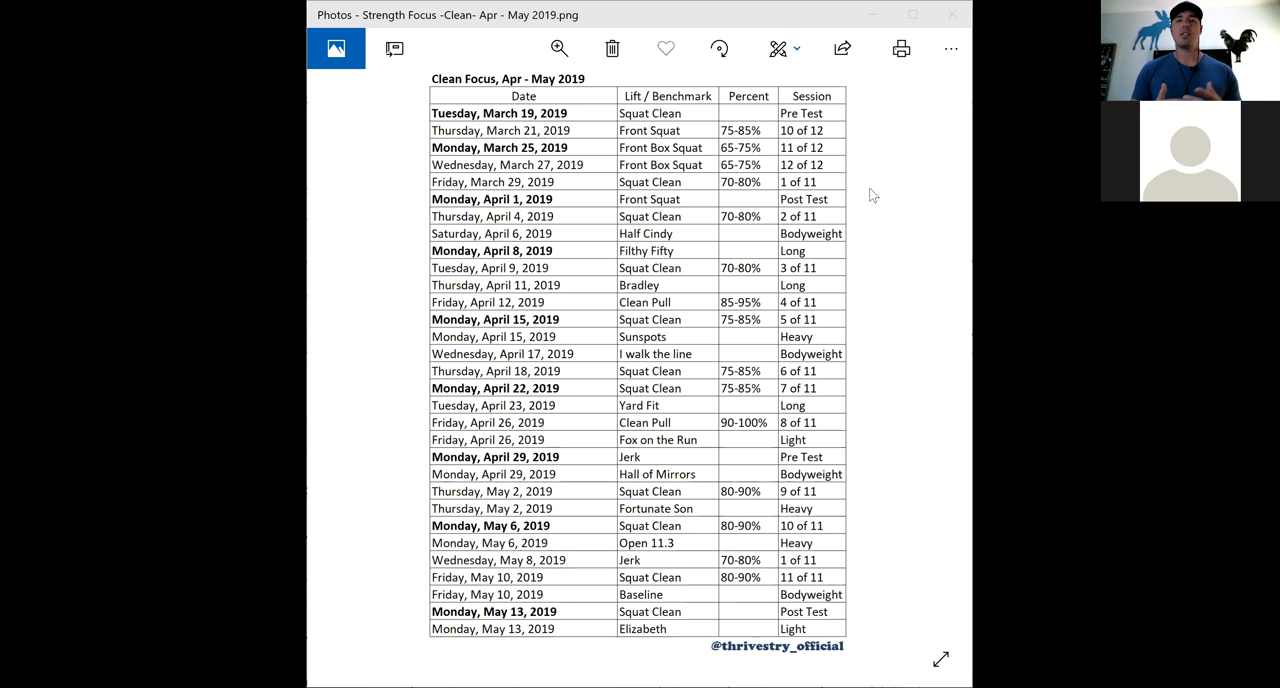 Photos - Strength Focus -Clean- Apr - May 2019.png
Clean Focus, Apr - May 2019
Date Lift / Benchmark Percent Session
Tuesday, March 19, 2019 Squat Clean Pre Test
Thursday, March 21, 2019 Front Squat 75-85% 10 of 12
Monday, March 25, 2019 Front Box Squat 65-75% 11 of 12
Wednesday, March 27, 2019 Front Box Squat 65-75% 12 of 12
Friday, March 29, 2019 Squat Clean 70-80% 1 of 11
Monday, April 1, 2019 Front Squat Post Test
Thursday, April 4, 2019 Squat Clean 70-80% 2 of 11
Saturday, April 6, 2019 Half Cindy Bodyweight
Monday, April 8, 2019 Filthy Fifty Long
Tuesday, April 9, 2019 Squat Clean 70-80% 3 of 11
Thursday, April 11, 2019 Bradley Long
Friday, April 12, 2019 Clean Pull 85-95% 4 of 11
Monday, April 15, 2019 Squat Clean 75-85% 5 of 11
Monday, April 15, 2019 Sunspots Heavy
Wednesday, April 17, 2019 I walk the line Bodyweight
Thursday, April 18, 2019 Squat Clean 75-85% 6 of 11
Monday, April 22, 2019 Squat Clean 75-85% 7 of 11
Tuesday, April 23, 2019 Yard Fit Long
Friday, April 26, 2019 Clean Pull 90-100% 8 of 11
Friday, April 26, 2019 Fox on the Run Light
Monday, April 29, 2019 Jerk Pre Test
Monday, April 29, 2019 Hall of Mirrors Bodyweight
Thursday, May 2, 2019 Squat Clean 80-90% 9 of 11
Thursday, May 2, 2019 Fortunate Son Heavy
Monday, May 6, 2019 Squat Clean 80-90% 10 of 11
Monday, May 6, 2019 Open 11.3 Heavy
Wednesday, May 8, 2019 Jerk 70-80% 1 of 11
Friday, May 10, 2019 Squat Clean 80-90% 11 of 11
Friday, May 10, 2019 Baseline Bodyweight
Monday, May 13, 2019 Squat Clean Post Test
Monday, May 13, 2019 Elizabeth Light
@thrivestry_official